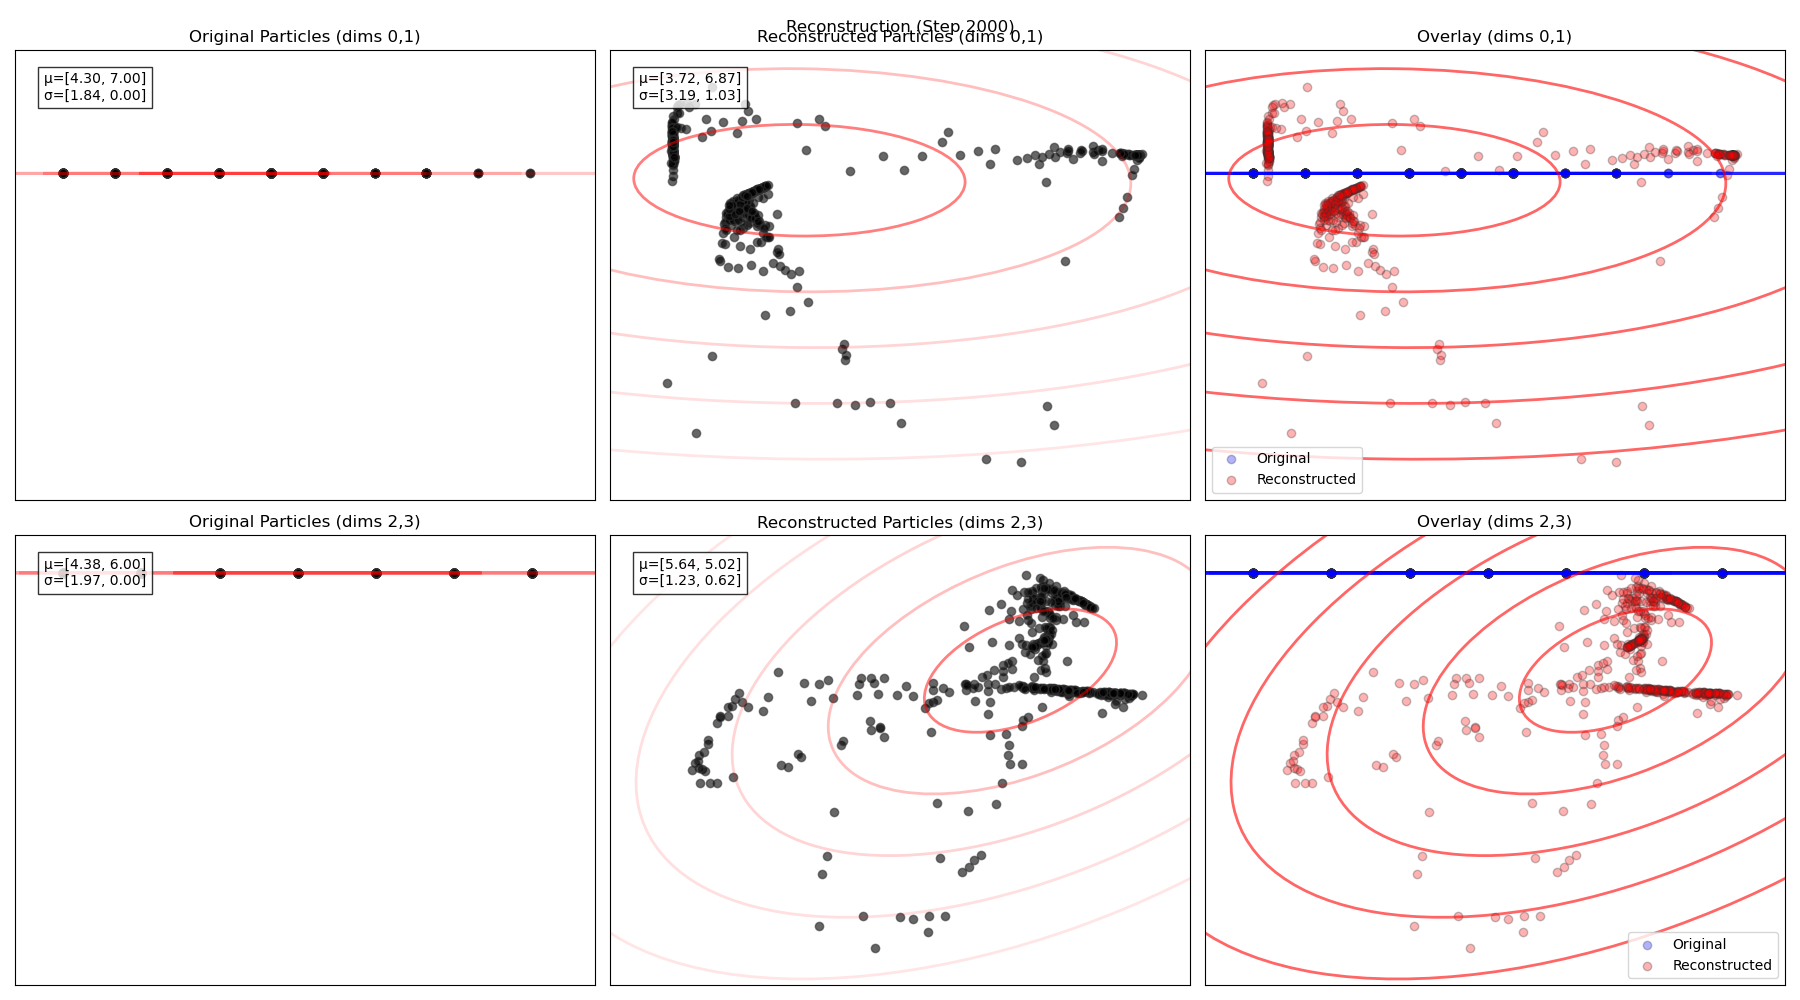 Reconstruction (Step 2000)
Original Particles (dims 0,1)
Reconstructed Particles (dims 0,1)
Overlay (dims 0,1)
μ=[4.30, 7.00]
σ=[1.84, 0.00]
μ=[3.72, 6.87]
σ=[3.19, 1.03]
Original
Reconstructed
Original Particles (dims 2,3)
Reconstructed Particles (dims 2,3)
Overlay (dims 2,3)
μ=[4.38, 6.00]
σ=[1.97, 0.00]
μ=[5.64, 5.02]
σ=[1.23, 0.62]
Original
Reconstructed